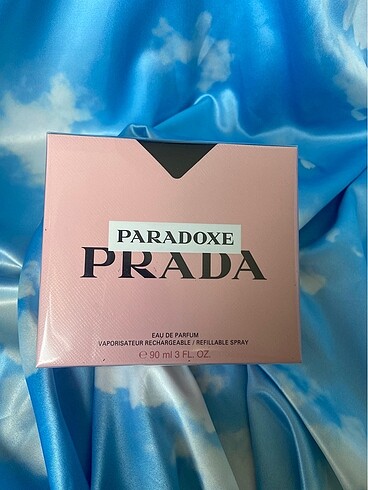 PARADOXE
PRADA
EAU DE PARFUM
VAPORISATEUR RECHARGEABLE / REFILLABLE SPRAY
℮ 90 ml 3 FL. OZ.